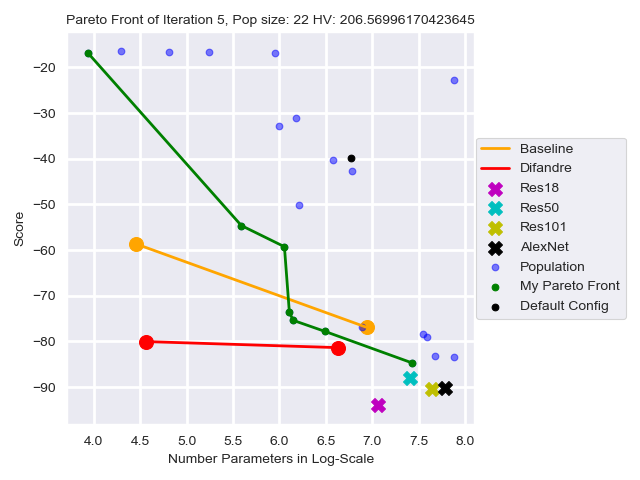 Pareto Front of Iteration 5, Pop size: 22 HV: 206.56996170423645
Score
−20
−30
−40
−50
−60
−70
−80
−90
4.0 4.5 5.0 5.5 6.0 6.5 7.0 7.5 8.0
Number Parameters in Log-Scale
Baseline
Difandre
Res18
Res50
Res101
AlexNet
Population
My Pareto Front
Default Config